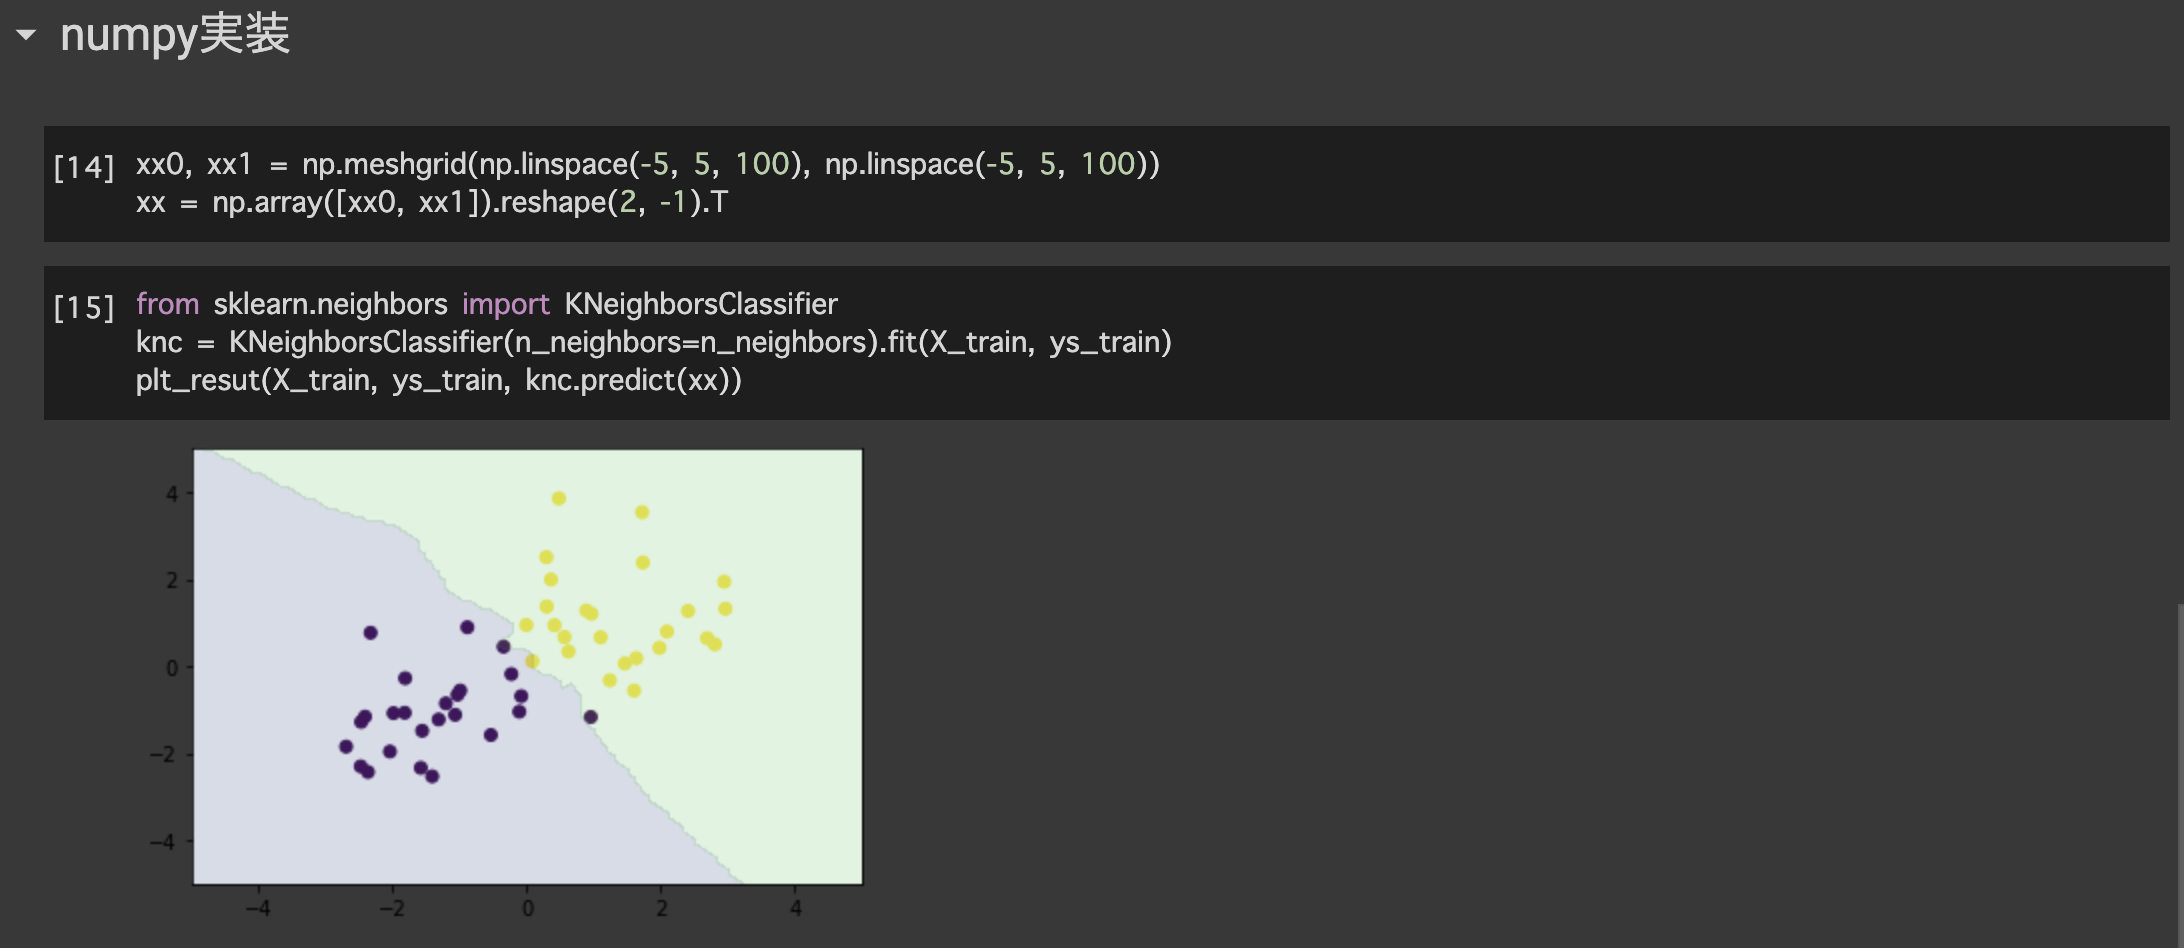 numpy実装
[14] xx0, xx1 = np.meshgrid(np.linspace(-5, 5, 100), np.linspace(-5, 5, 100))
xx = np.array([xx0, xx1]).reshape(2, -1).T
[15] from sklearn.neighbors import KNeighborsClassifier
knc = KNeighborsClassifier(n_neighbors=n_neighbors).fit(X_train, ys_train)
plt_resut(X_train, ys_train, knc.predict(xx))
4
2
0
−2
−4
−4 −2 0 2 4